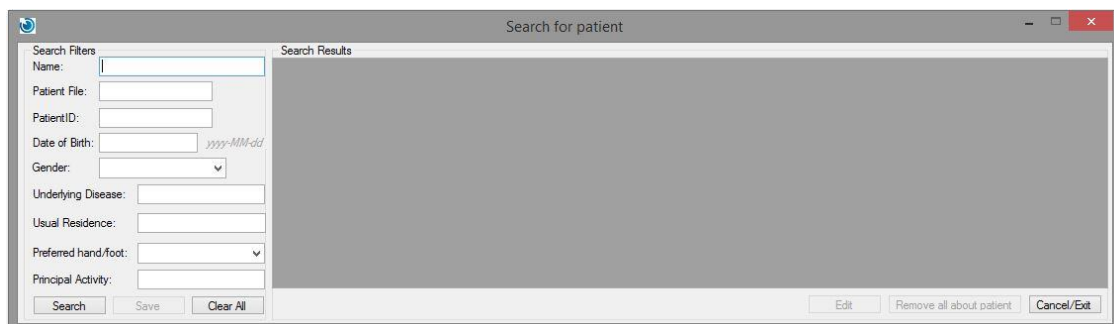 Search for patient
Search Filters
Name:
Patient File:
PatientID:
Date of Birth: yyyy-MM-dd
Gender:
Underlying Disease:
Usual Residence:
Preferred hand/foot:
Principal Activity:
Search Save Clear All
Search Results
Edit Remove all about patient Cancel/Exit